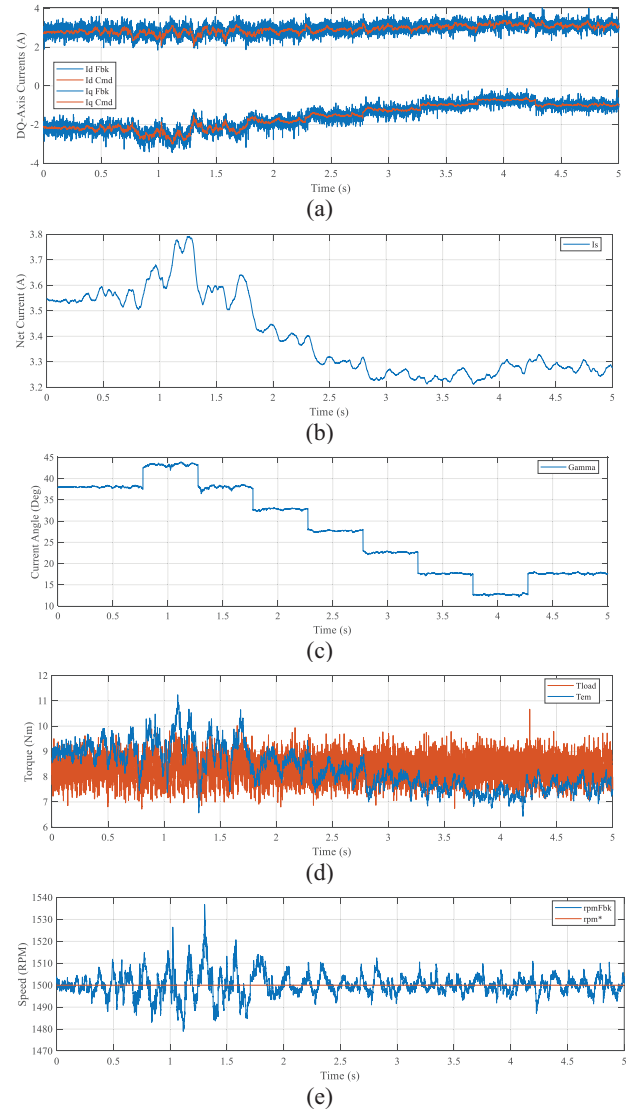 4
2
0
-2
-4
DQ-Axis Currents (A)
Id Fbk
Id Cmd
Iq Fbk
Iq Cmd
0 0.5 1 1.5 2 2.5 3 3.5 4 4.5 5
Time (s)
(a)
3.8
3.7
3.6
3.5
3.4
3.3
3.2
Net Current (A)
Is
0 0.5 1 1.5 2 2.5 3 3.5 4 4.5 5
Time (s)
(b)
45
40
35
30
25
20
15
10
Current Angle (Deg)
Gamma
0 0.5 1 1.5 2 2.5 3 3.5 4 4.5 5
Time (s)
(c)
12
11
10
9
8
7
6
Torque (Nm)
Tload
Tem
0 0.5 1 1.5 2 2.5 3 3.5 4 4.5 5
Time (s)
(d)
1540
1530
1520
1510
1500
1490
1480
1470
Speed (RPM)
rpmFbk
rpm*
0 0.5 1 1.5 2 2.5 3 3.5 4 4.5 5
Time (s)
(e)